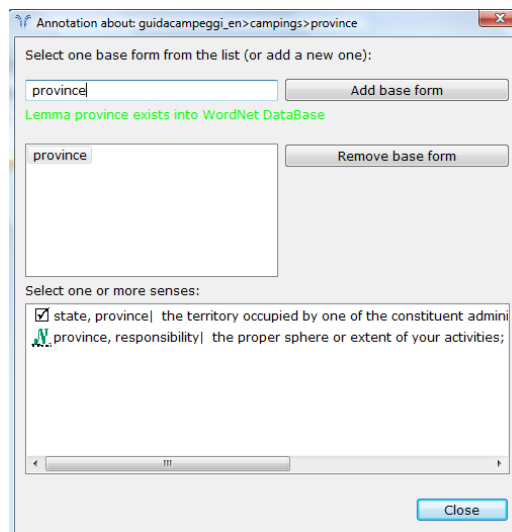 Annotation about: guidacampeggi_en>campings>province
Select one base form from the list (or add a new one):
province
Add base form
Lemma province exists into WordNet DataBase
province
Remove base form
Select one or more senses:
state, province| the territory occupied by one of the constituent admini
province, responsibility| the proper sphere or extent of your activities;
Close